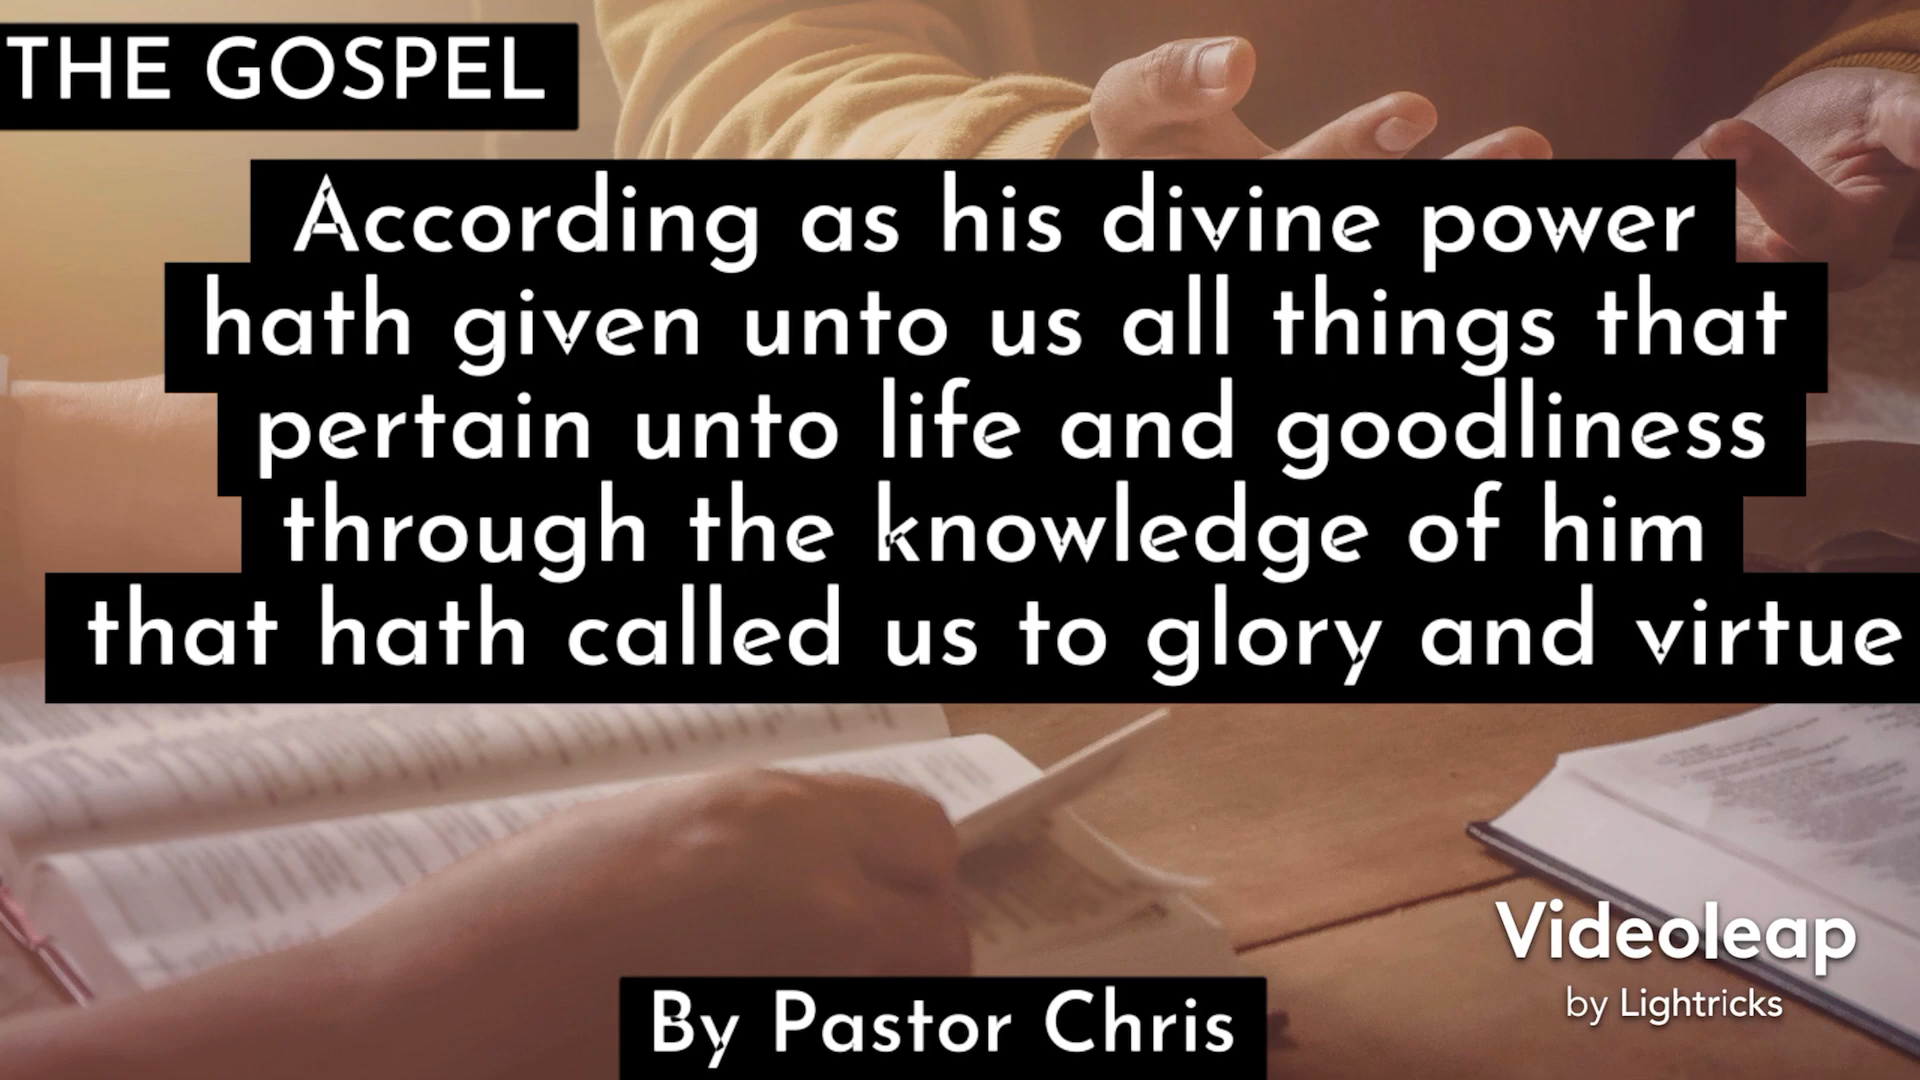 THE GOSPEL
According as his divine power
hath given unto us all things that
pertain unto life and goodliness
through the knowledge of him
that hath called us to glory and virtue
By Pastor Chris
Videoleap
by Lightricks